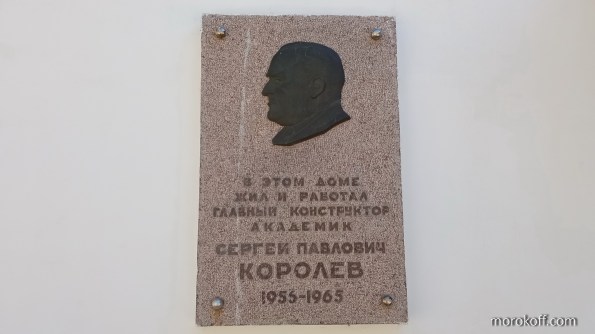 В ЭТОМ ДОМЕ
ЖИЛ И РАБОТАЛ
ГЛАВНЫЙ КОНСТРУКТОР
АКАДЕМИК
СЕРГЕЙ ПАВЛОВИЧ
КОРОЛЕВ
1955-1965
morokoff.com